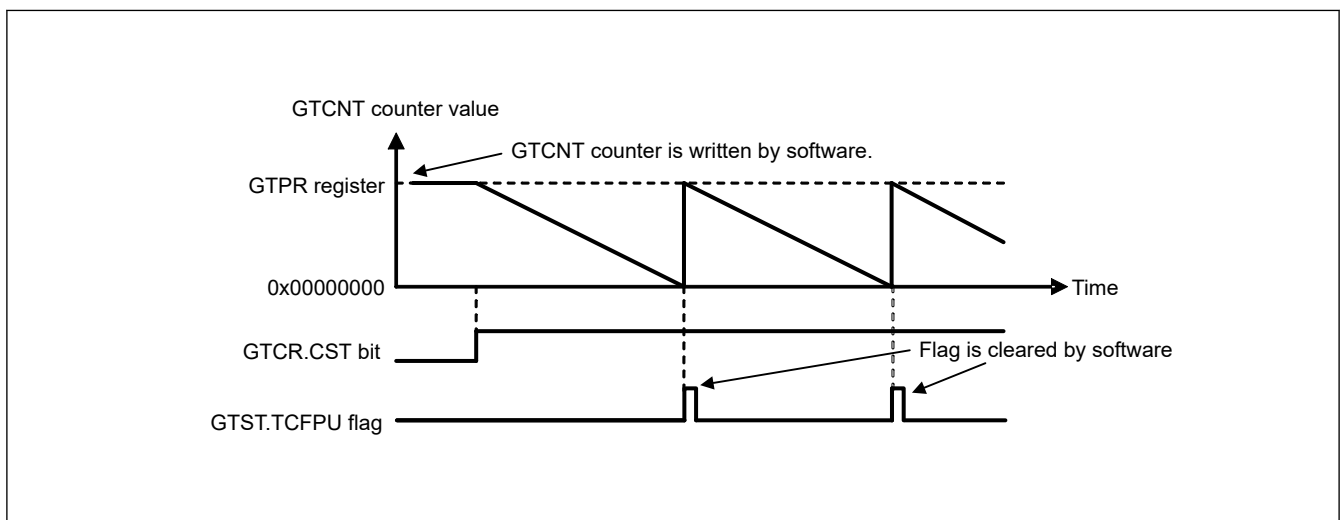 GTCNT counter value
GTCNT counter is written by software.
GTPR register
0x00000000
Time
GTCR.CST bit
Flag is cleared by software
GTST.TCFPU flag